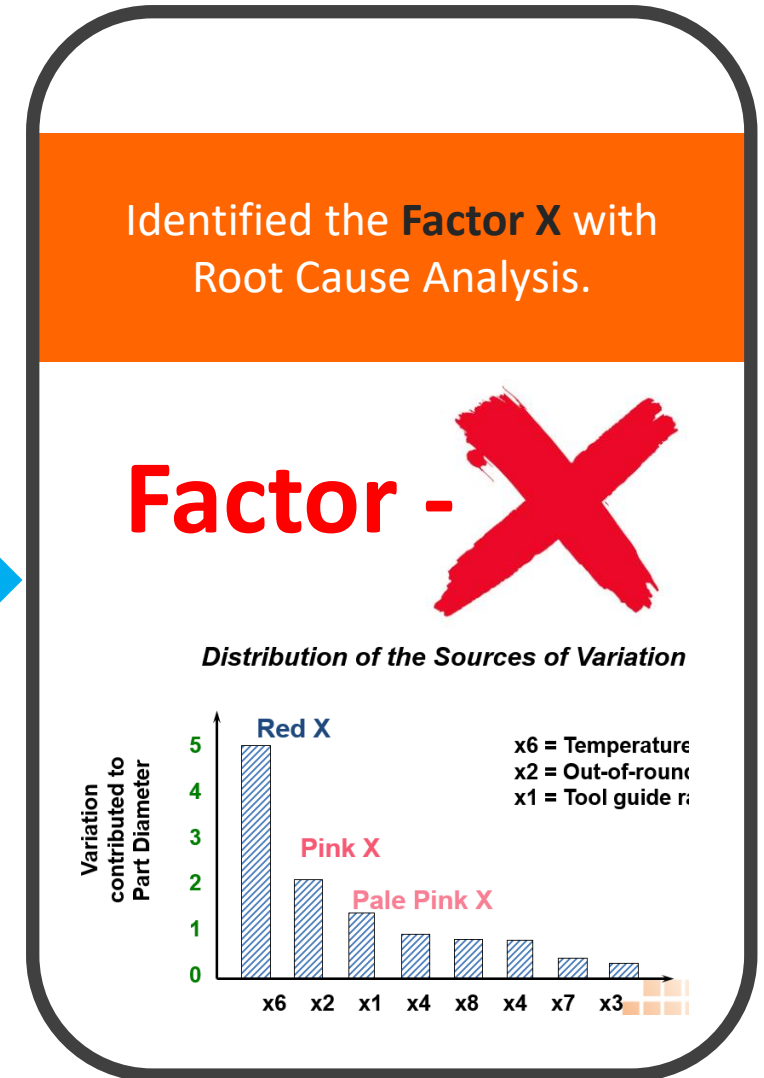 Identified the Factor X with
Root Cause Analysis.
Factor - X
Distribution of the Sources of Variation
Red X
Pink X
Pale Pink X
x6 = Temperature
x2 = Out-of-round
x1 = Tool guide
Variation
contributed to
Part Diameter
5
4
3
2
1
0
x6 x2 x1 x4 x8 x4 x7 x3